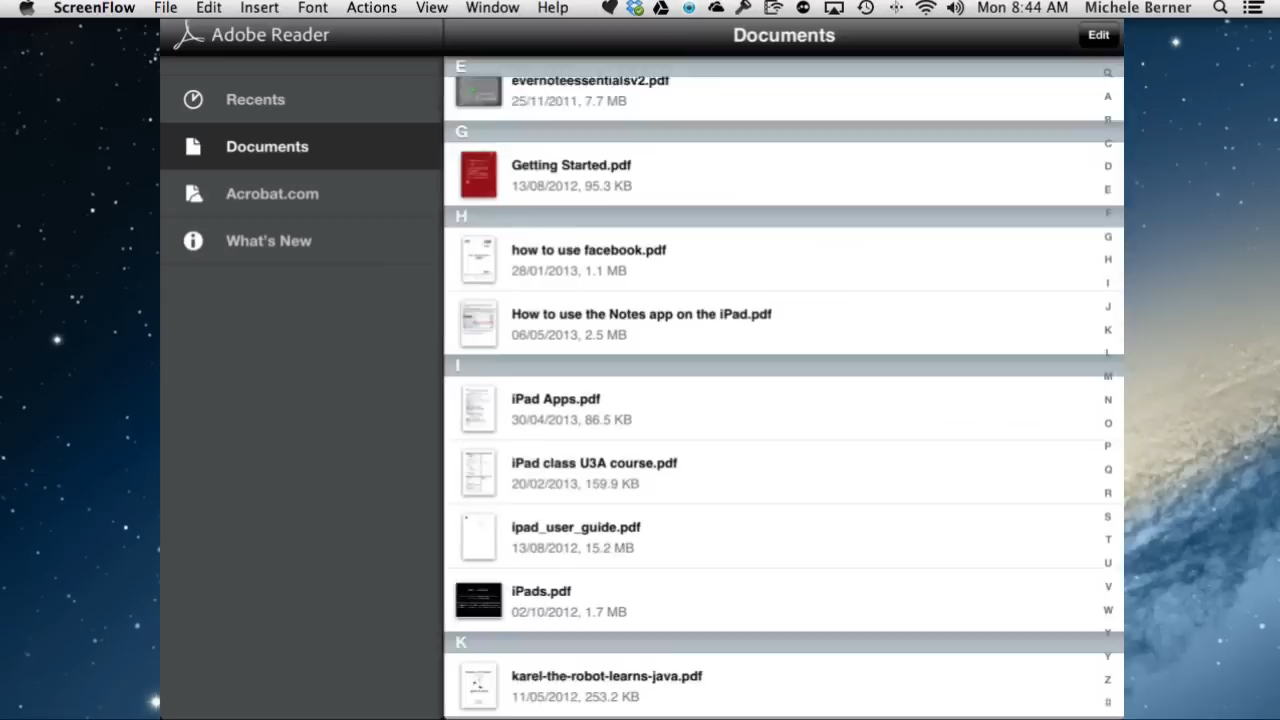 ScreenFlow File Edit Insert Font Actions View Window Help Mon 8:44 AM Michele Berner
Adobe Reader
Documents
Edit
Recents
Documents
Acrobat.com
What's New
E
evernoteessentialsv2.pdf
25/11/2011, 7.7 MB
G
Getting Started.pdf
13/08/2012, 95.3 KB
H
how to use facebook.pdf
28/01/2013, 1.1 MB
How to use the Notes app on the iPad.pdf
06/05/2013, 2.5 MB
I
iPad Apps.pdf
30/04/2013, 86.5 KB
iPad class U3A course.pdf
20/02/2013, 159.9 KB
ipad_user_guide.pdf
13/08/2012, 15.2 MB
iPads.pdf
02/10/2012, 1.7 MB
K
karel-the-robot-learns-java.pdf
11/05/2012, 253.2 KB
A
B
C
D
E
F
G
H
I
J
K
L
M
N
O
P
Q
R
S
T
U
V
W
Y
Z